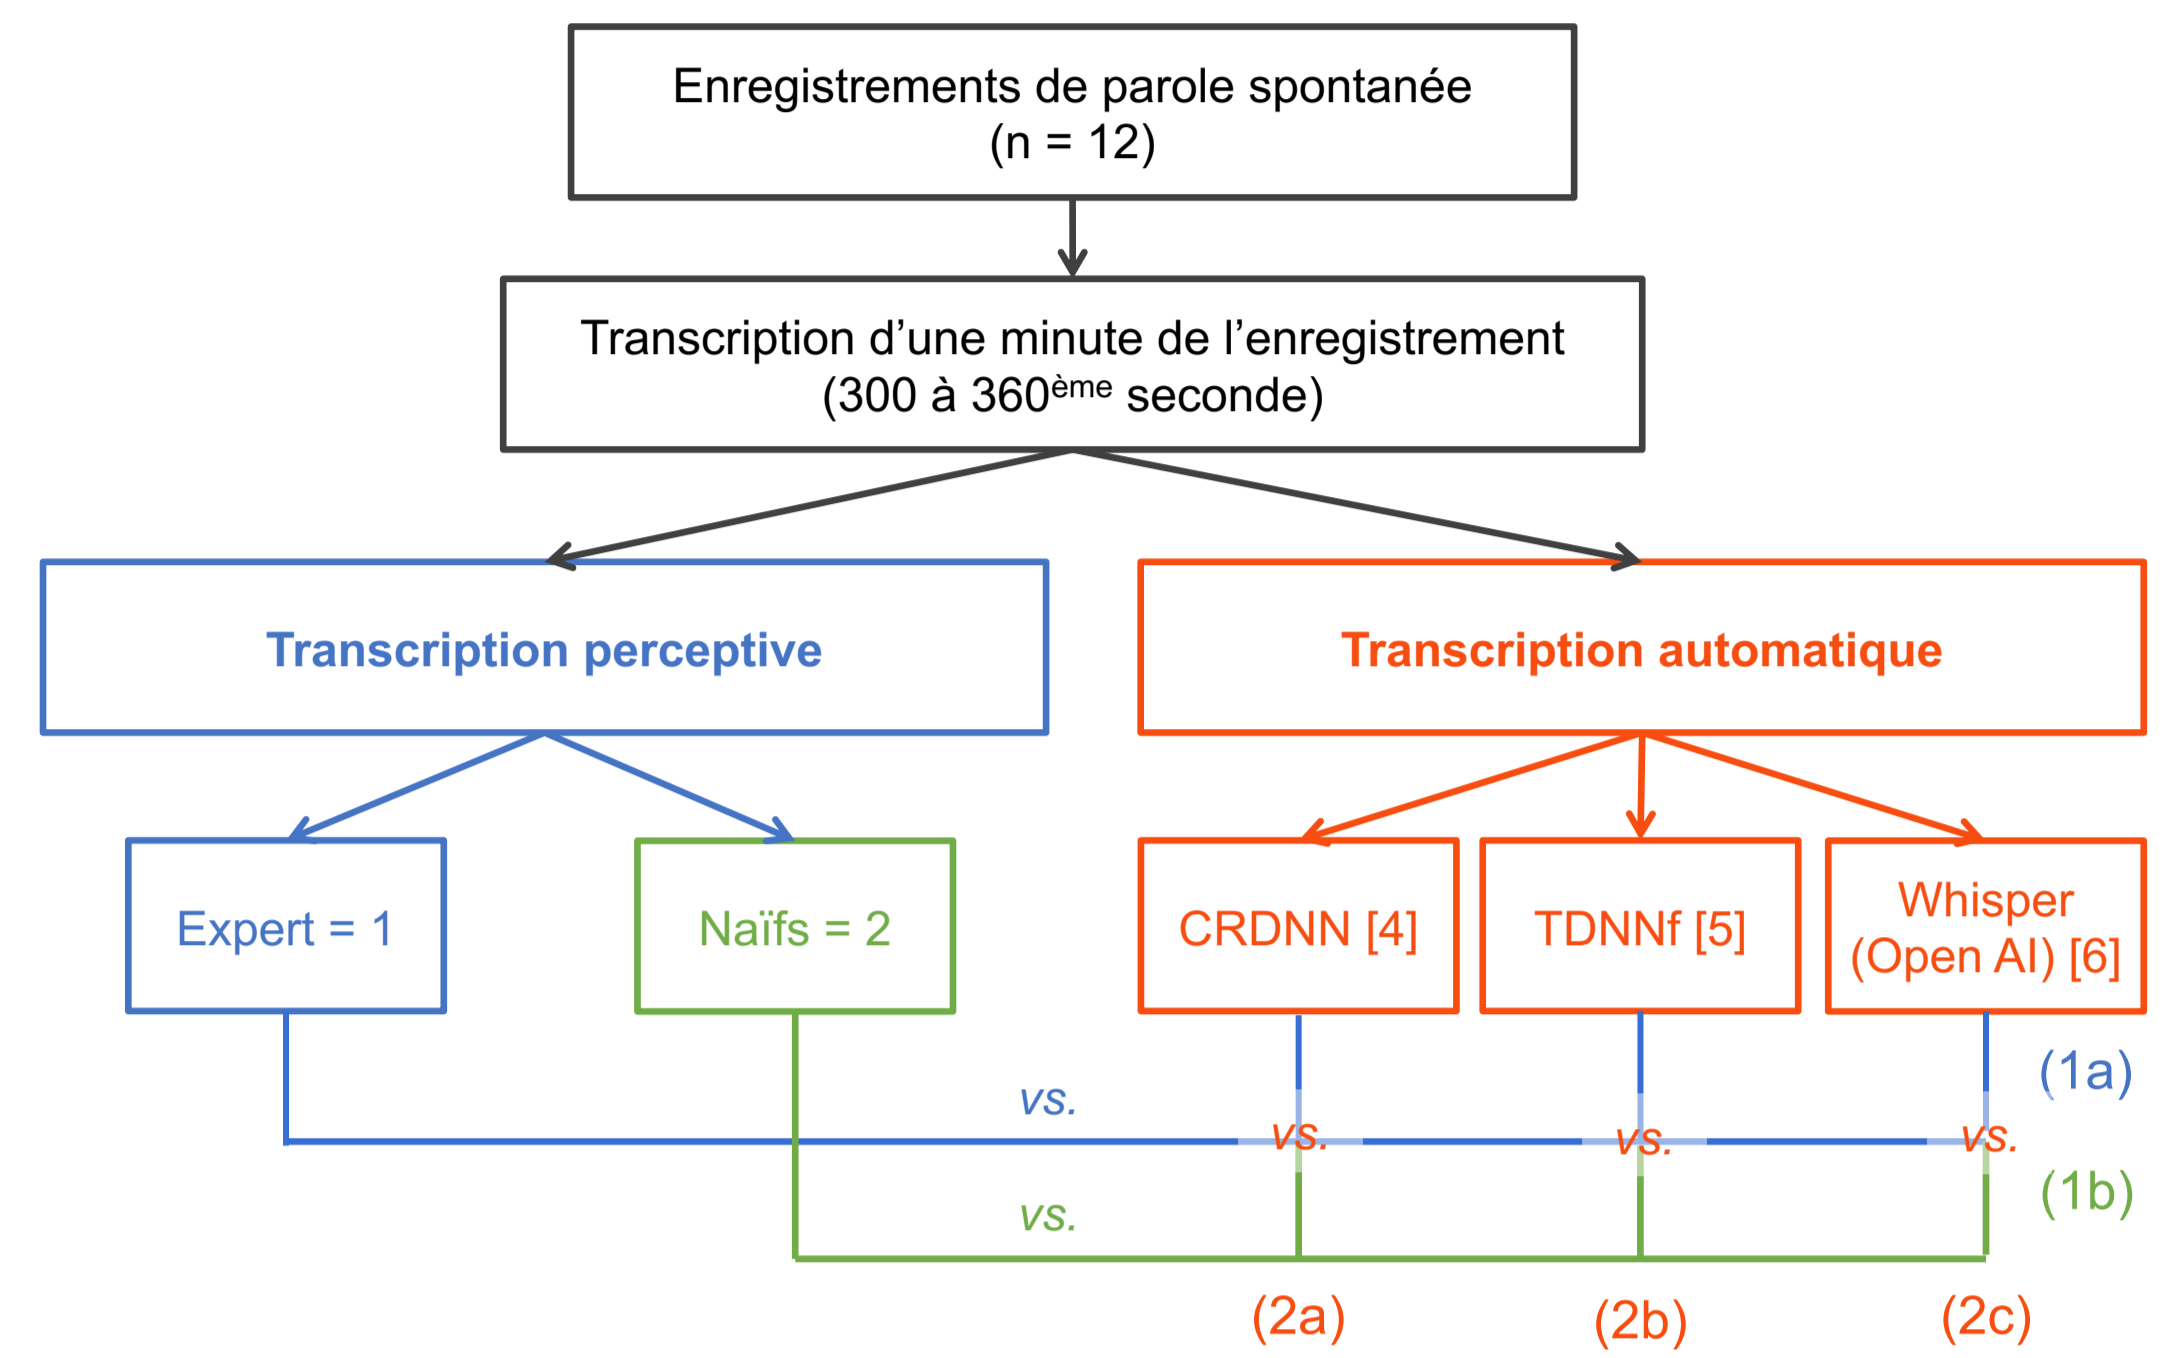 Enregistrements de parole spontanée
(n = 12)
Transcription d’une minute de l’enregistrement
(300 à 360ème seconde)
Transcription perceptive
Transcription automatique
Expert = 1
Naïfs = 2
CRDNN [4]
TDNNf [5]
Whisper
(Open AI) [6]
(1a)
vs.
vs.
vs.
vs.
(1b)
vs.
(2a)
(2b)
(2c)